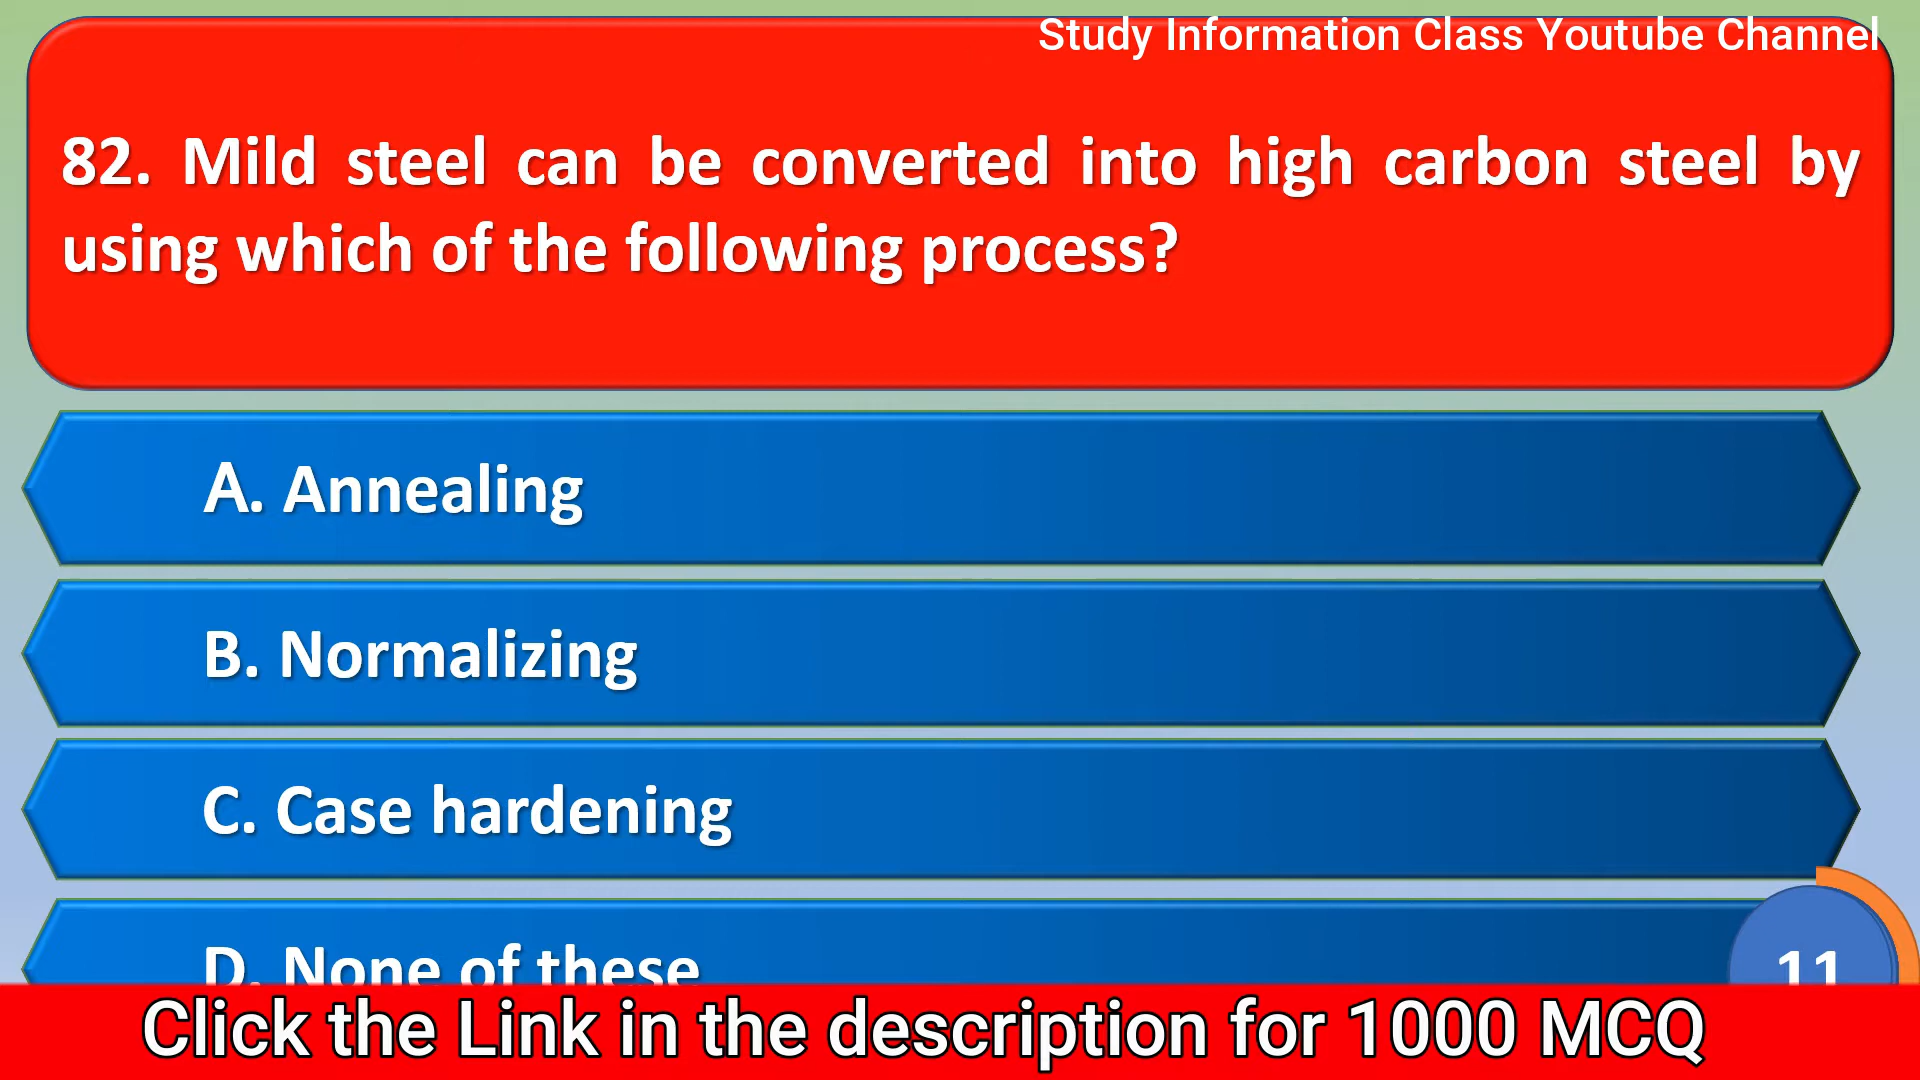 Study Information Class Youtube Channel
82. Mild steel can be converted into high carbon steel by
using which of the following process?
A. Annealing
B. Normalizing
C. Case hardening
D. None of these
11
Click the Link in the description for 1000 MCQ